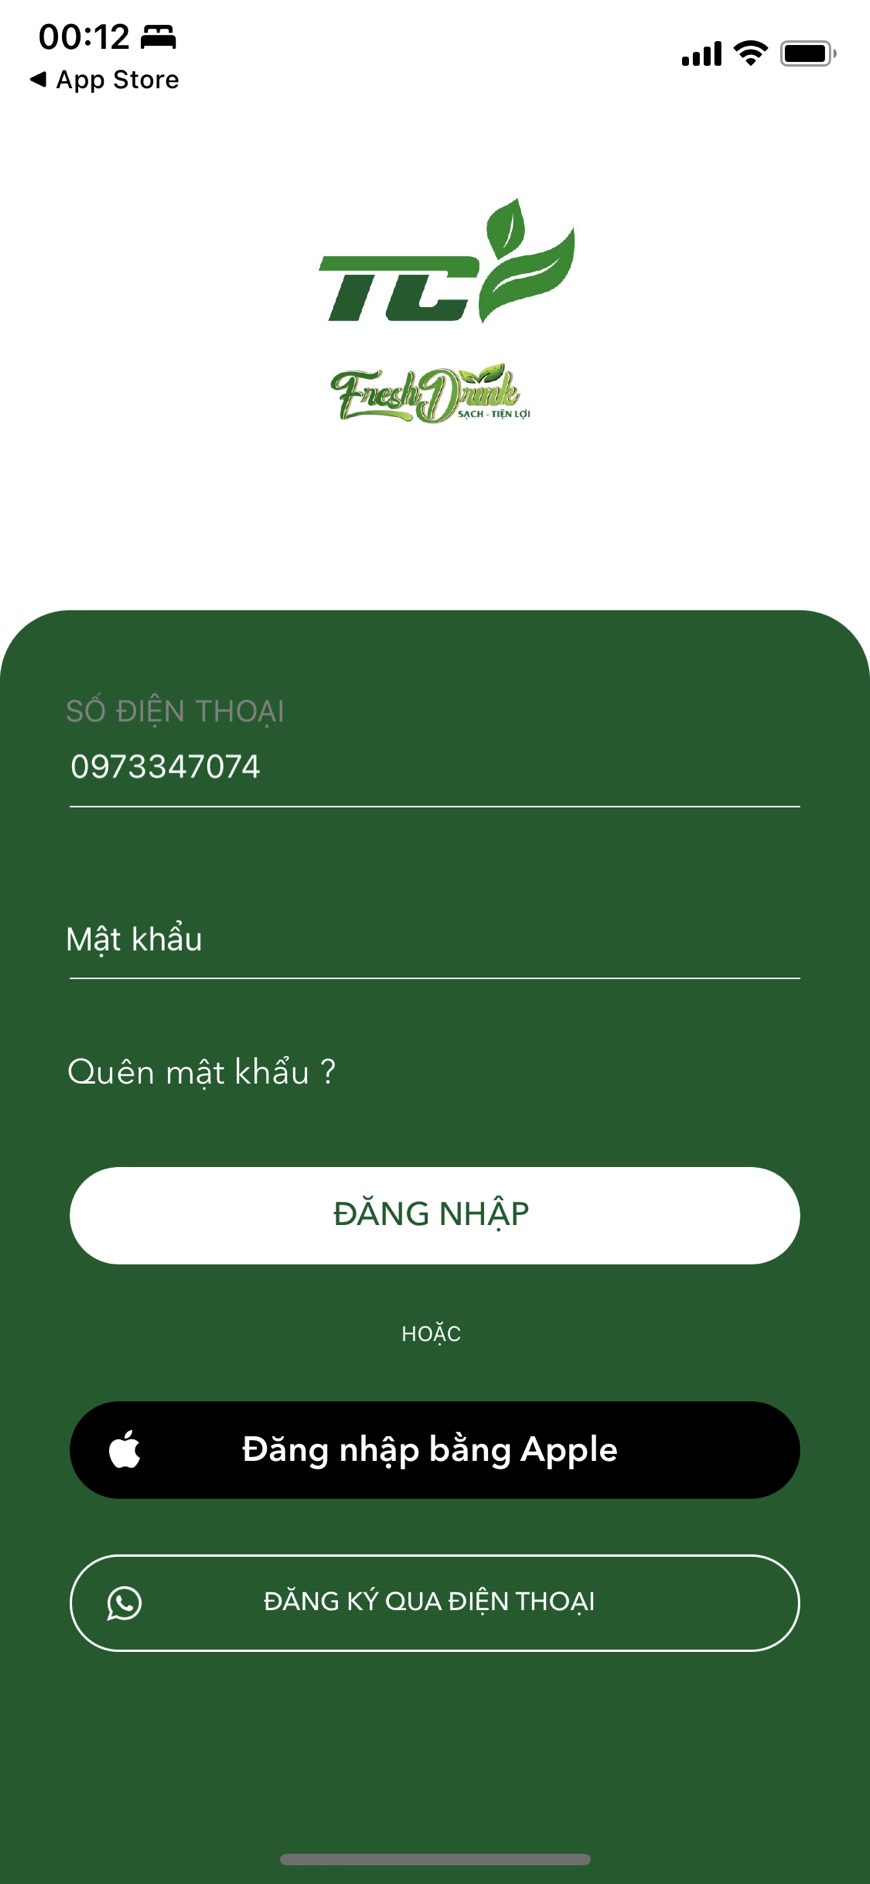 00:12
◀ App Store
TC
Fresh Drink
SẠCH - TIỆN LỢI
SỐ ĐIỆN THOẠI
0973347074
Mật khẩu
Quên mật khẩu ?
ĐĂNG NHẬP
HOẶC
Đăng nhập bằng Apple
ĐĂNG KÝ QUA ĐIỆN THOẠI